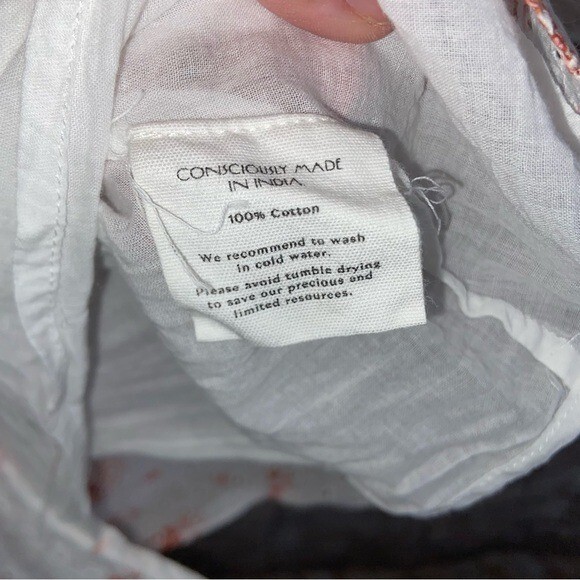 CONSCIOUSLY MADE
IN INDIA
100% Cotton
We recommend to wash
in cold water.
Please avoid tumble drying
to save our precious and
limited resources.